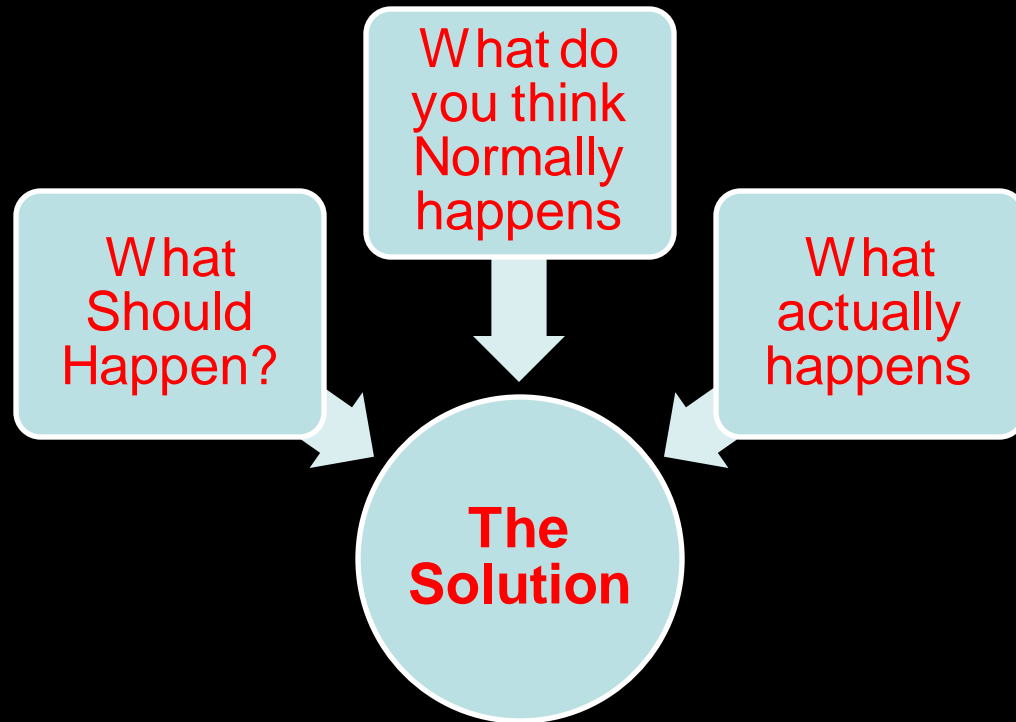 What
Should
Happen?
What do
you think
Normally
happens
What
actually
happens
The
Solution